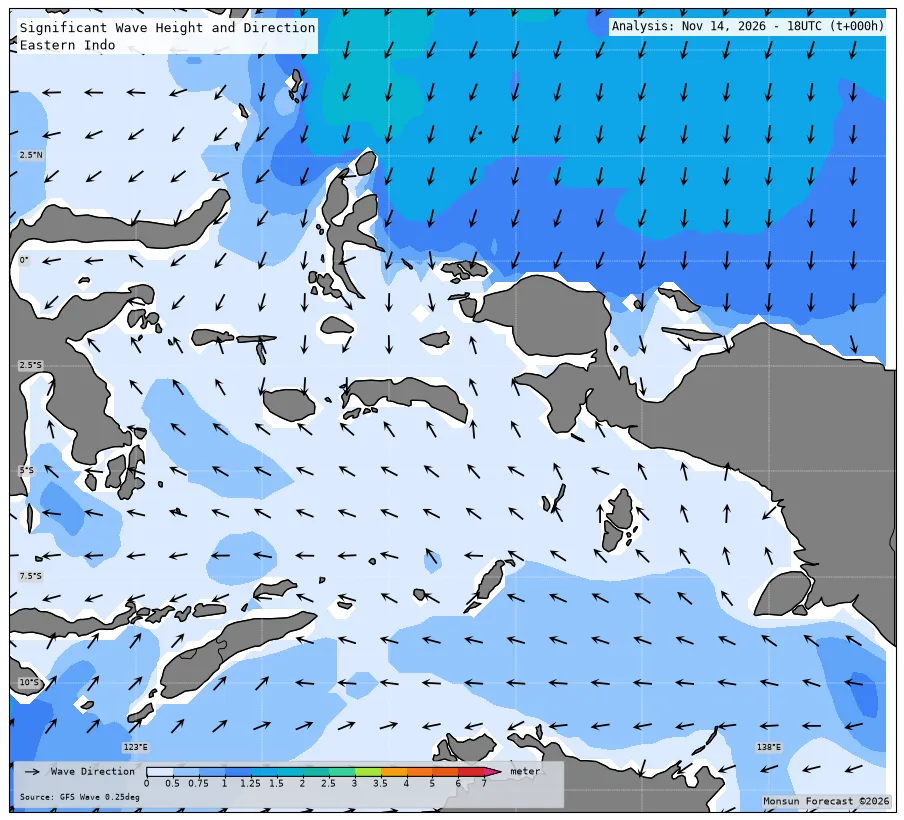 Significant Wave Height and Direction
Eastern Indo
Analysis: Nov 14, 2026 - 18UTC (t+000h)
2.5°N
0°
2.5°S
5°S
7.5°S
10°S
123°E
138°E
Wave Direction
meter
0 0.5 0.75 1 1.25 1.5 2 2.5 3 3.5 4 5 6 7
Source: GFS Wave 0.25deg
Monsun Forecast ©2026